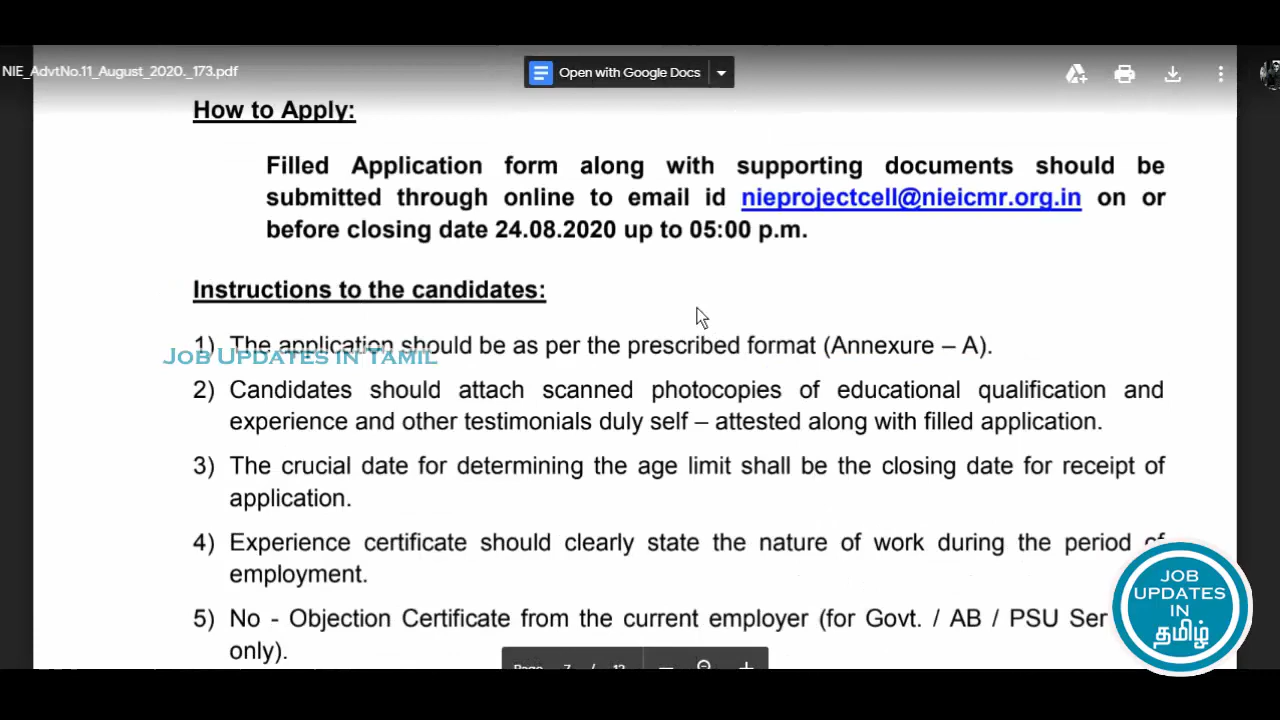 NIE_AdvtNo.11_August_2020._173.pdf
Open with Google Docs
How to Apply:
Filled Application form along with supporting documents should be
submitted through online to email id nieprojectcell@nieicmr.org.in on or
before closing date 24.08.2020 up to 05:00 p.m.
Instructions to the candidates:
1) The application should be as per the prescribed format (Annexure – A).
JOB UPDATES IN TAMIL
2) Candidates should attach scanned photocopies of educational qualification and
experience and other testimonials duly self – attested along with filled application.
3) The crucial date for determining the age limit shall be the closing date for receipt of
application.
4) Experience certificate should clearly state the nature of work during the period of
employment.
5) No - Objection Certificate from the current employer (for Govt. / AB / PSU Ser
only).
JOB
UPDATES
IN
தமிழ்
Page 7 / 12